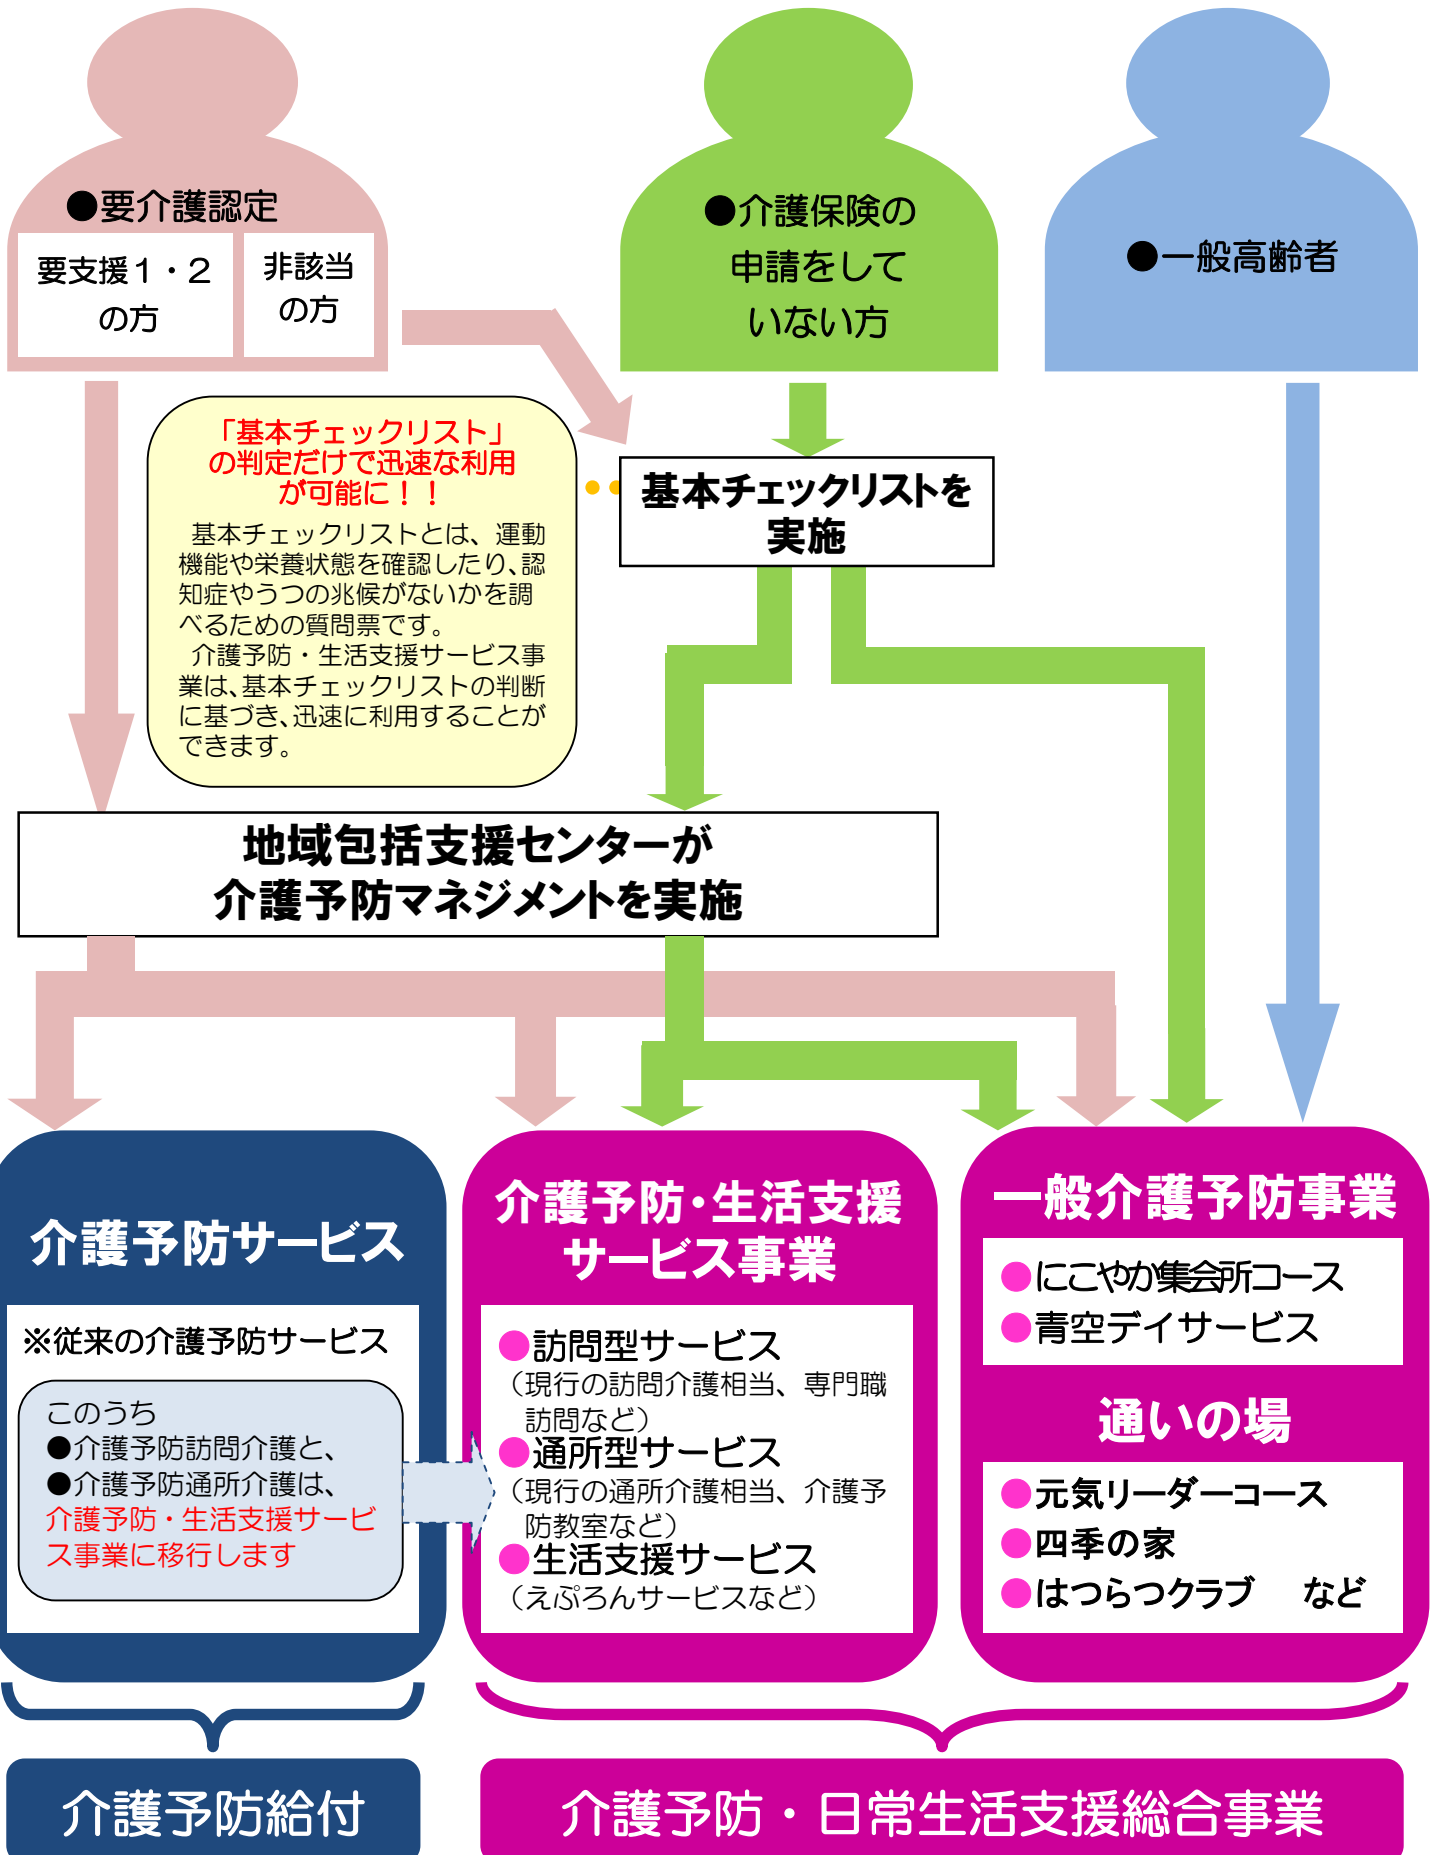 ●要介護認定
要支援１・２
の方
非該当
の方
●介護保険の
申請をして
いない方
●一般高齢者
「基本チェックリスト」
の判定だけで迅速な利用
が可能に！！
基本チェックリストとは、運動
機能や栄養状態を確認したり、認
知症やうつの兆候がないかを調
べるための質問票です。
介護予防・生活支援サービス事
業は、基本チェックリストの判断
に基づき、迅速に利用することが
できます。
基本チェックリストを
実施
地域包括支援センターが
介護予防マネジメントを実施
介護予防サービス
※従来の介護予防サービス
このうち
●介護予防訪問介護と、
●介護予防通所介護は、
介護予防・生活支援サービ
ス事業に移行します
介護予防・生活支援
サービス事業
●訪問型サービス
（現行の訪問介護相当、専門職
訪問など）
●通所型サービス
（現行の通所介護相当、介護予
防教室など）
●生活支援サービス
（えぷろんサービスなど）
一般介護予防事業
●にこやか集会所コース
●青空デイサービス
通いの場
●元気リーダーコース
●四季の家
●はつらつクラブ　など
介護予防給付
介護予防・日常生活支援総合事業